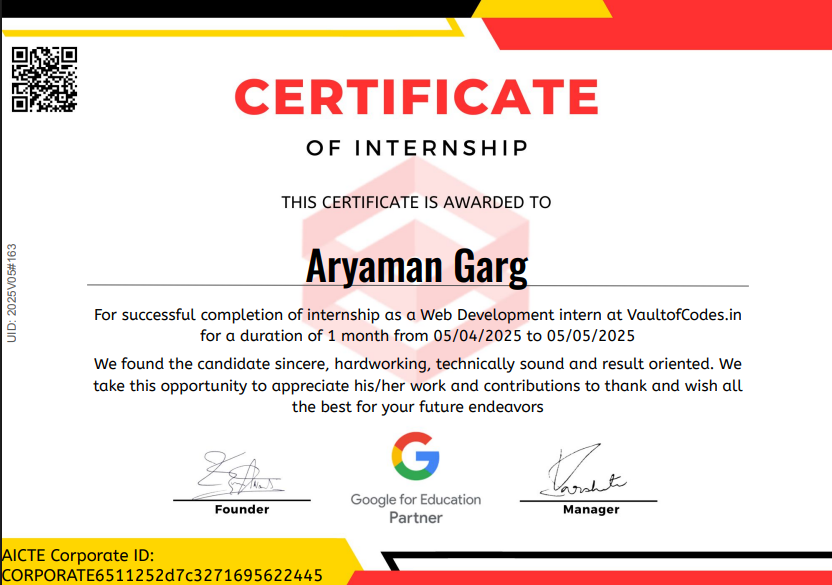 CERTIFICATE
OF INTERNSHIP
THIS CERTIFICATE IS AWARDED TO
Aryaman Garg
For successful completion of internship as a Web Development intern at VaultofCodes.in
for a duration of 1 month from 05/04/2025 to 05/05/2025
We found the candidate sincere, hardworking, technically sound and result oriented. We
take this opportunity to appreciate his/her work and contributions to thank and wish all
the best for your future endeavors
UID: 2025V05#163
Founder
Google for Education
Partner
Manager
AICTE Corporate ID:
CORPORATE6511252d7c3271695622445